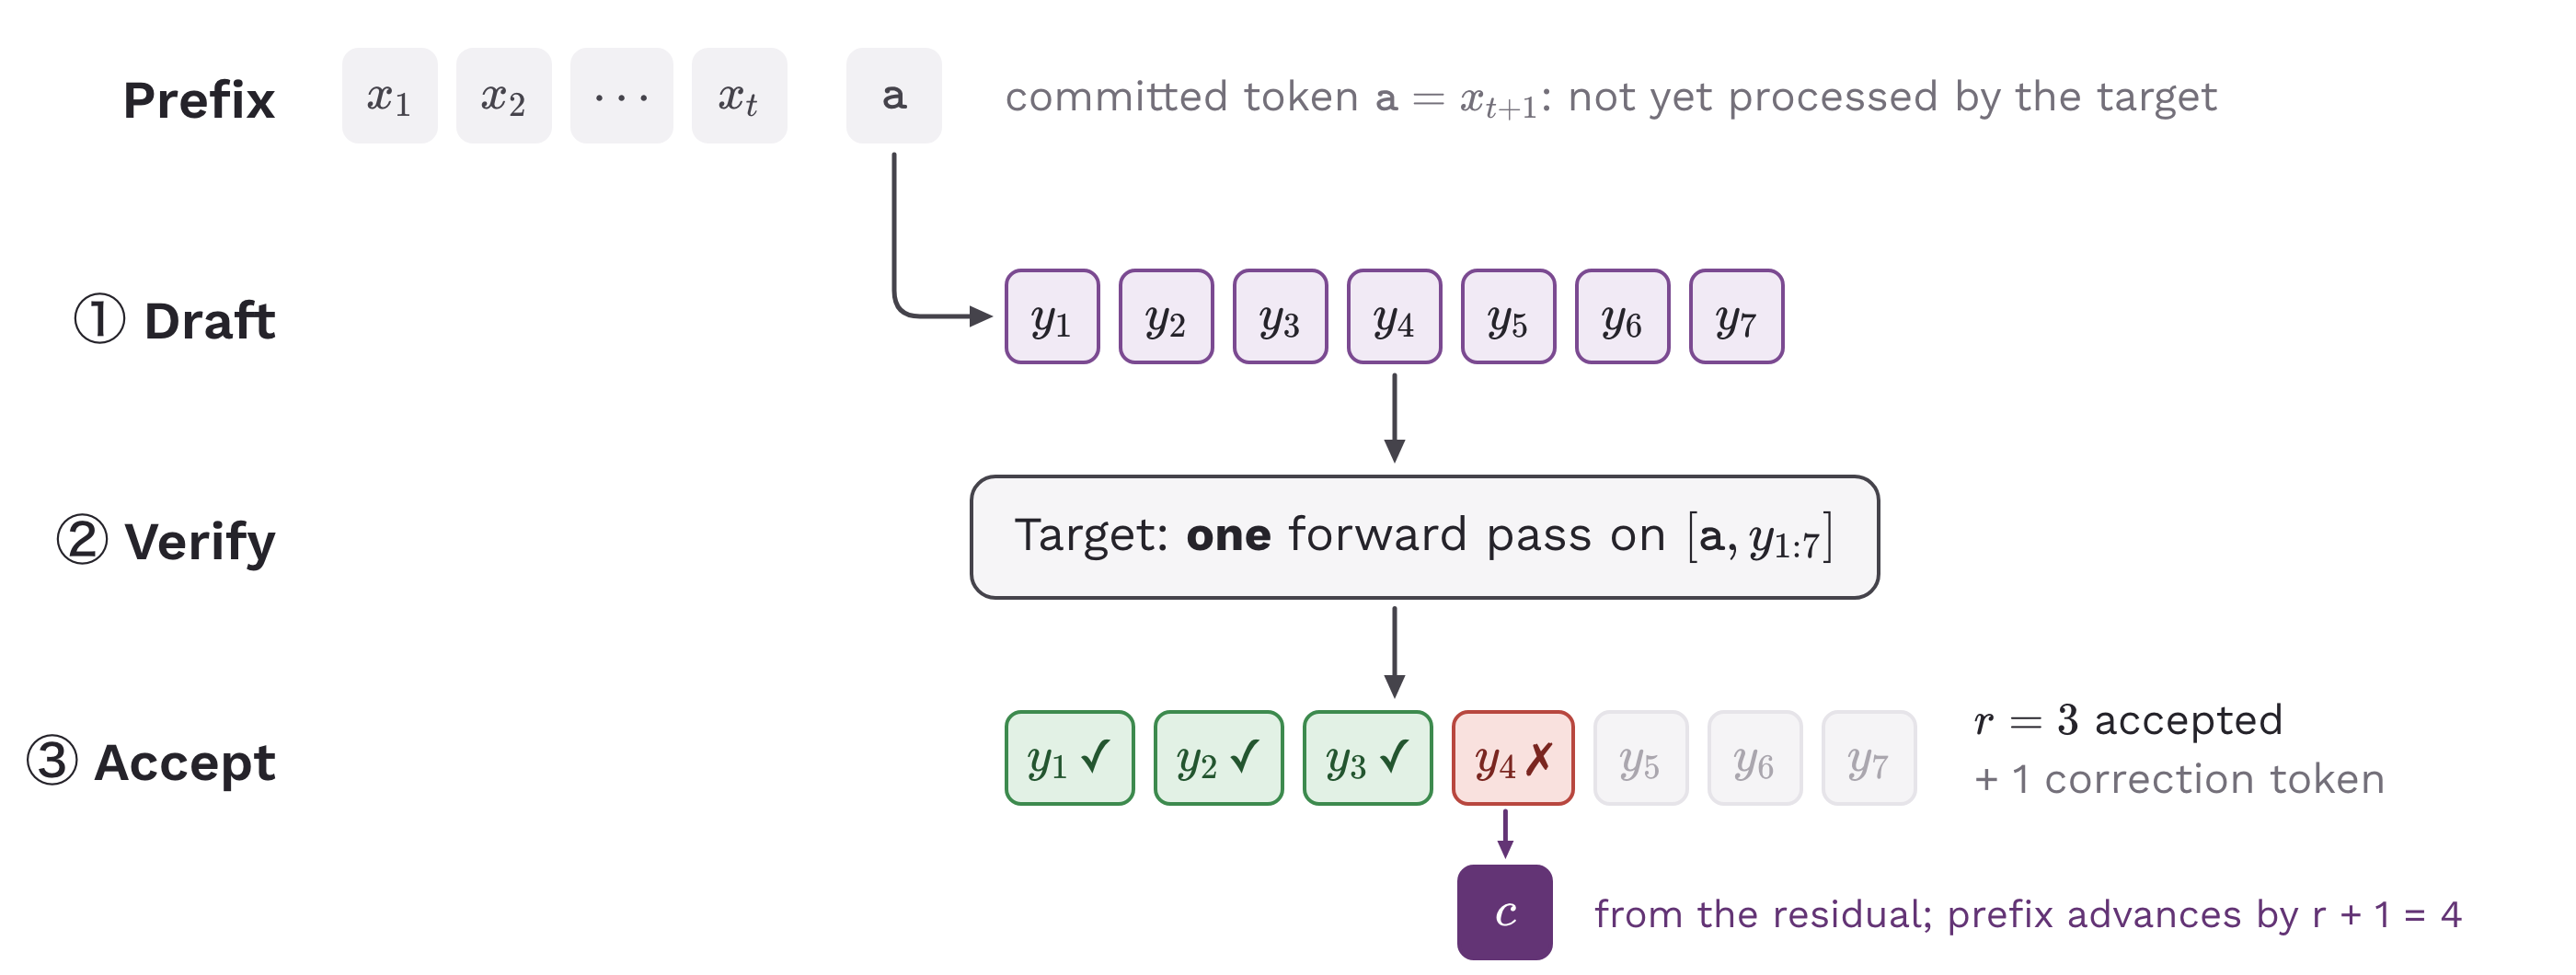 Prefix x₁ x₂ ⋯ xₜ a committed token a = xₜ₊₁: not yet processed by the target
① Draft y₁ y₂ y₃ y₄ y₅ y₆ y₇
② Verify Target: one forward pass on [a, y₁:₇]
③ Accept y₁ ✓ y₂ ✓ y₃ ✓ y₄ ✗ y₅ y₆ y₇ r = 3 accepted
+ 1 correction token
c from the residual; prefix advances by r + 1 = 4